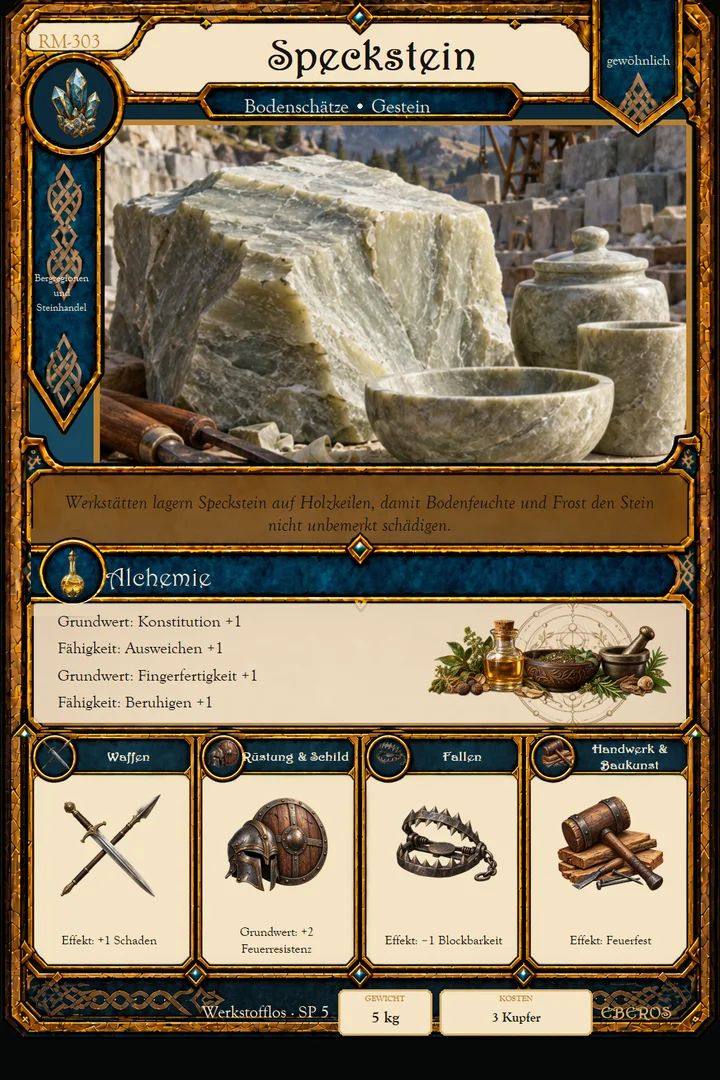 RM-303
Speckstein
gewöhnlich
Bodenschätze • Gestein
Bergregionen
und
Steinhandel
Werkstätten lagern Speckstein auf Holzkeilen, damit Bodenfeuchte und Frost den Stein
nicht unbemerkt schädigen.
Alchemie
Grundwert: Konstitution +1
Fähigkeit: Ausweichen +1
Grundwert: Fingerfertigkeit +1
Fähigkeit: Beruhigen +1
Waffen
Rüstung & Schild
Fallen
Handwerk &
Baukunst
Effekt: +1 Schaden
Grundwert: +2
Feuerresistenz
Effekt: −1 Blockbarkeit
Effekt: Feuerfest
Werkstofflos · SP 5
GEWICHT
5 kg
KOSTEN
3 Kupfer
EBEROS